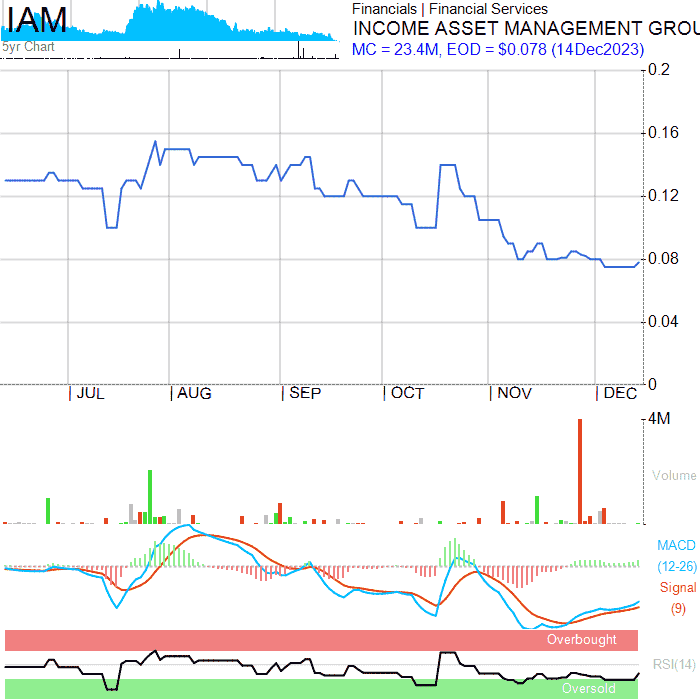 IAM
5yr Chart
Financials | Financial Services
INCOME ASSET MANAGEMENT GROU
MC = 23.4M, EOD = $0.078 (14Dec2023)
0.2
0.16
0.12
0.08
0.04
0
JUL AUG SEP OCT NOV DEC
4M
Volume
MACD
(12-26)
Signal
(9)
Overbought
RSI(14)
Oversold